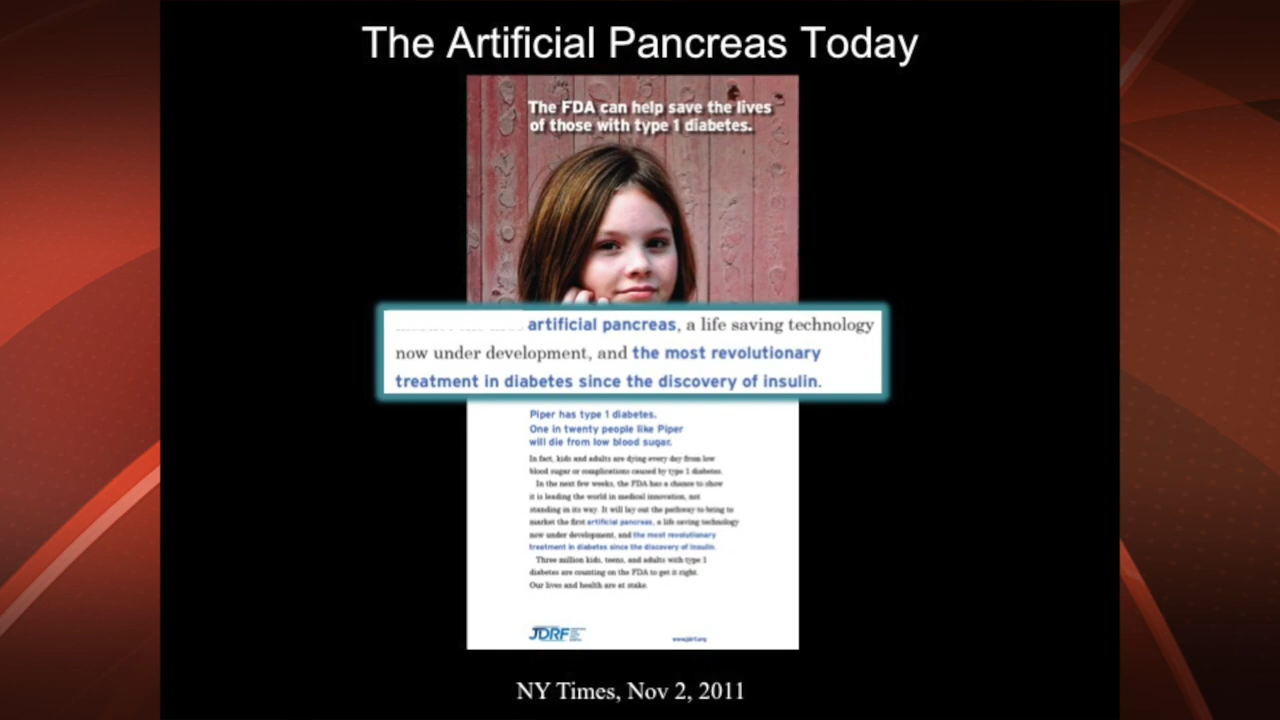 The Artificial Pancreas Today
The FDA can help save the lives
of those with type 1 diabetes.
artificial pancreas, a life saving technology
now under development, and the most revolutionary
treatment in diabetes since the discovery of insulin.
Piper has type 1 diabetes.
One in twenty people like Piper
will die from low blood sugar.
In fact, kids and adults are dying every day from low
blood sugar or complications caused by type 1 diabetes.
In the next few weeks, the FDA has a chance to show
it is leading the world in medical innovation, not
standing in its way. It will lay out the pathway to bring to
market the first artificial pancreas, a life saving technology
now under development, and the most revolutionary
treatment in diabetes since the discovery of insulin.
Three million kids, teens, and adults with type 1
diabetes are counting on the FDA to get it right.
Our lives and health are at stake.
JDRF
www.jdrf.org
NY Times, Nov 2, 2011